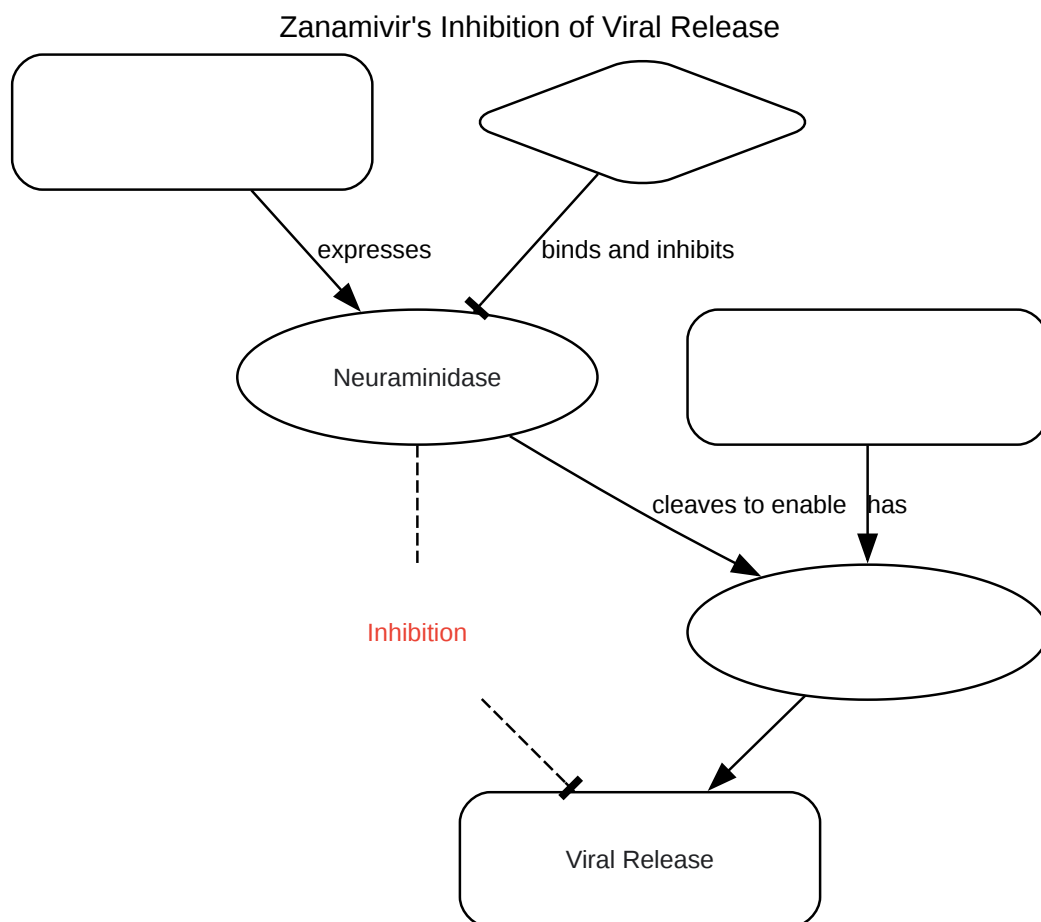 Zanamivir's Inhibition of Viral Release
expresses
binds and inhibits
Neuraminidase
cleaves to enable
has
Inhibition
Viral Release